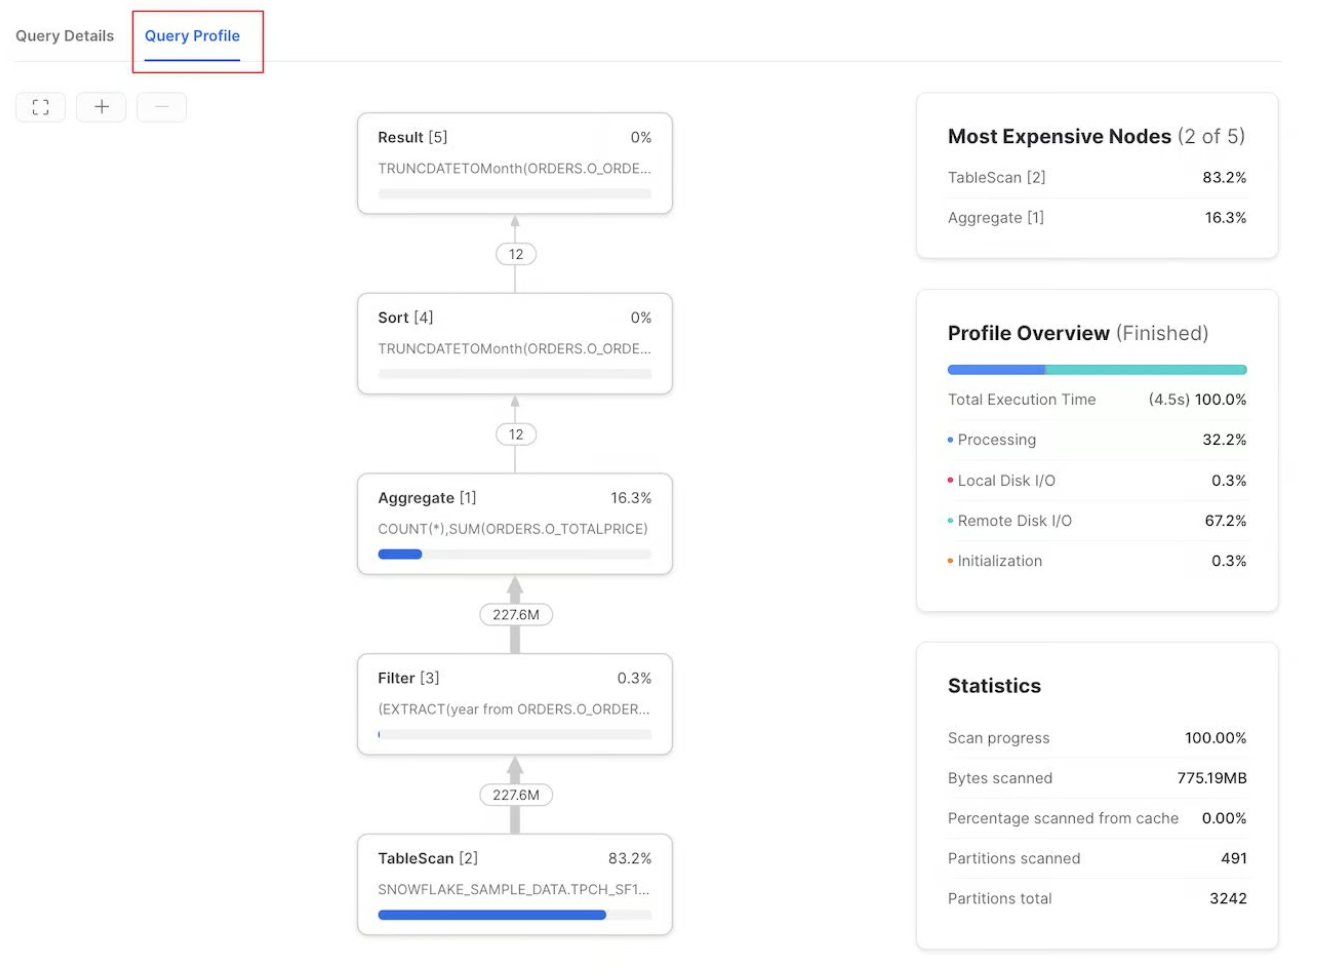 Query Details
Query Profile
Result [5] 0%
TRUNCDATETOMonth(ORDERS.O_ORDE...
12
Sort [4] 0%
TRUNCDATETOMonth(ORDERS.O_ORDE...
12
Aggregate [1] 16.3%
COUNT(*),SUM(ORDERS.O_TOTALPRICE)
227.6M
Filter [3] 0.3%
(EXTRACT(year from ORDERS.O_ORDER...
227.6M
TableScan [2] 83.2%
SNOWFLAKE_SAMPLE_DATA.TPCH_SF1...
Most Expensive Nodes (2 of 5)
TableScan [2] 83.2%
Aggregate [1] 16.3%
Profile Overview (Finished)
Total Execution Time (4.5s) 100.0%
Processing 32.2%
Local Disk I/O 0.3%
Remote Disk I/O 67.2%
Initialization 0.3%
Statistics
Scan progress 100.00%
Bytes scanned 775.19MB
Percentage scanned from cache 0.00%
Partitions scanned 491
Partitions total 3242